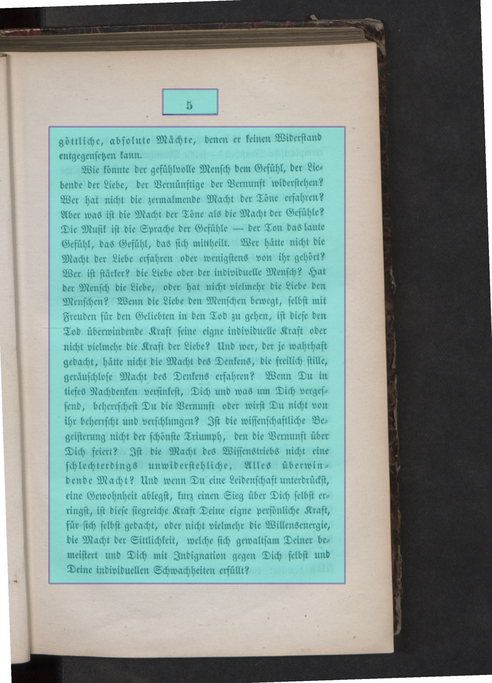 5
göttliche, absolute Mächte, denen er keinen Widerstand
entgegensetzen kann.
Wie könnte der gefühlvolle Mensch dem Gefühl, der Lie-
bende der Liebe, der Vernünftige der Vernunft widerstehen?
Wer hat nicht die zermalmende Macht der Töne erfahren?
Aber was ist die Macht der Töne als die Macht der Gefühle?
Die Musik ist die Sprache der Gefühle — der Ton das laute
Gefühl, das Gefühl, das sich mittheilt. Wer hätte nicht die
Macht der Liebe erfahren oder wenigstens von ihr gehört?
Wer ist stärker? die Liebe oder der individuelle Mensch? Hat
der Mensch die Liebe, oder hat nicht vielmehr die Liebe den
Menschen? Wenn die Liebe den Menschen bewegt, selbst mit
Freuden für den Geliebten in den Tod zu gehen, ist diese den
Tod überwindende Kraft seine eigne individuelle Kraft oder
nicht vielmehr die Kraft der Liebe? Und wer, der je wahrhaft
gedacht, hätte nicht die Macht des Denkens, die freilich stille,
geräuschlose Macht des Denkens erfahren? Wenn Du in
tiefes Nachdenken versinkest, Dich und was um Dich verges-
send, beherrschest Du die Vernunft oder wirst Du nicht von
ihr beherrscht und verschlungen? Ist die wissenschaftliche Be-
geisterung nicht der schönste Triumph, den die Vernunft über
Dich feiert? Ist die Macht des Wissenstriebs nicht eine
schlechterdings unwiderstehliche, Alles überwin-
dende Macht? Und wenn Du eine Leidenschaft unterdrückst,
eine Gewohnheit ablegst, kurz einen Sieg über Dich selbst er-
ringst, ist diese siegreiche Kraft Deine eigne persönliche Kraft,
für sich selbst gedacht, oder nicht vielmehr die Willensenergie,
die Macht der Sittlichkeit, welche sich gewaltsam Deiner be-
meistert und Dich mit Indignation gegen Dich selbst und
Deine individuellen Schwachheiten erfüllt?